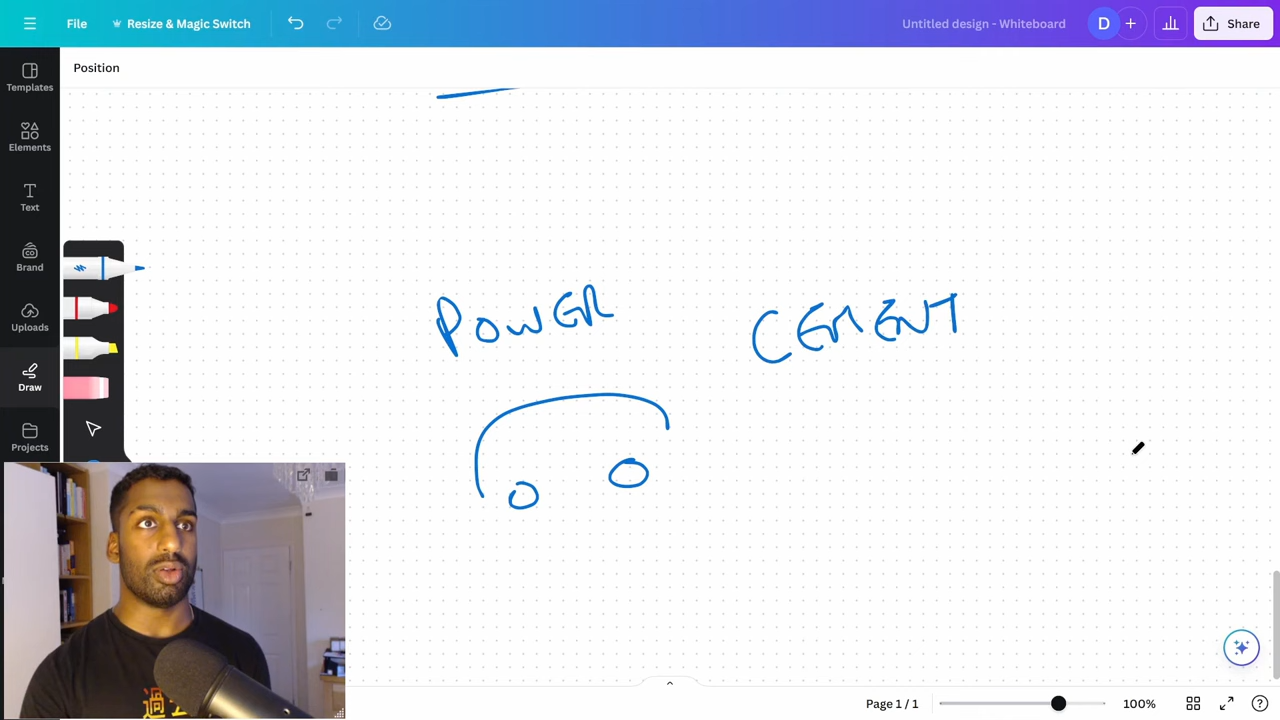 File
Resize & Magic Switch
Untitled design - Whiteboard
D
Share
Position
Templates
Elements
Text
Brand
Uploads
Draw
Projects
POWER
CEMENT
Page 1 / 1
100%